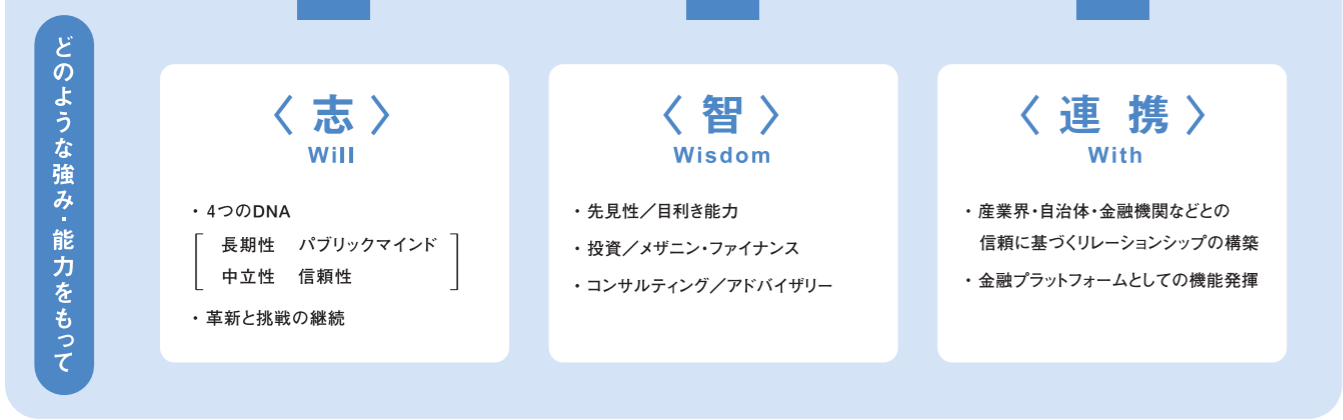 どのような強み・能力をもって
〈 志 〉
Will
・ 4つのDNA
長期性 パブリックマインド
中立性 信頼性
・ 革新と挑戦の継続
〈 智 〉
Wisdom
・ 先見性／目利き能力
・ 投資／メザニン・ファイナンス
・ コンサルティング／アドバイザリー
〈 連 携 〉
With
・ 産業界・自治体・金融機関などとの
信頼に基づくリレーションシップの構築
・ 金融プラットフォームとしての機能発揮